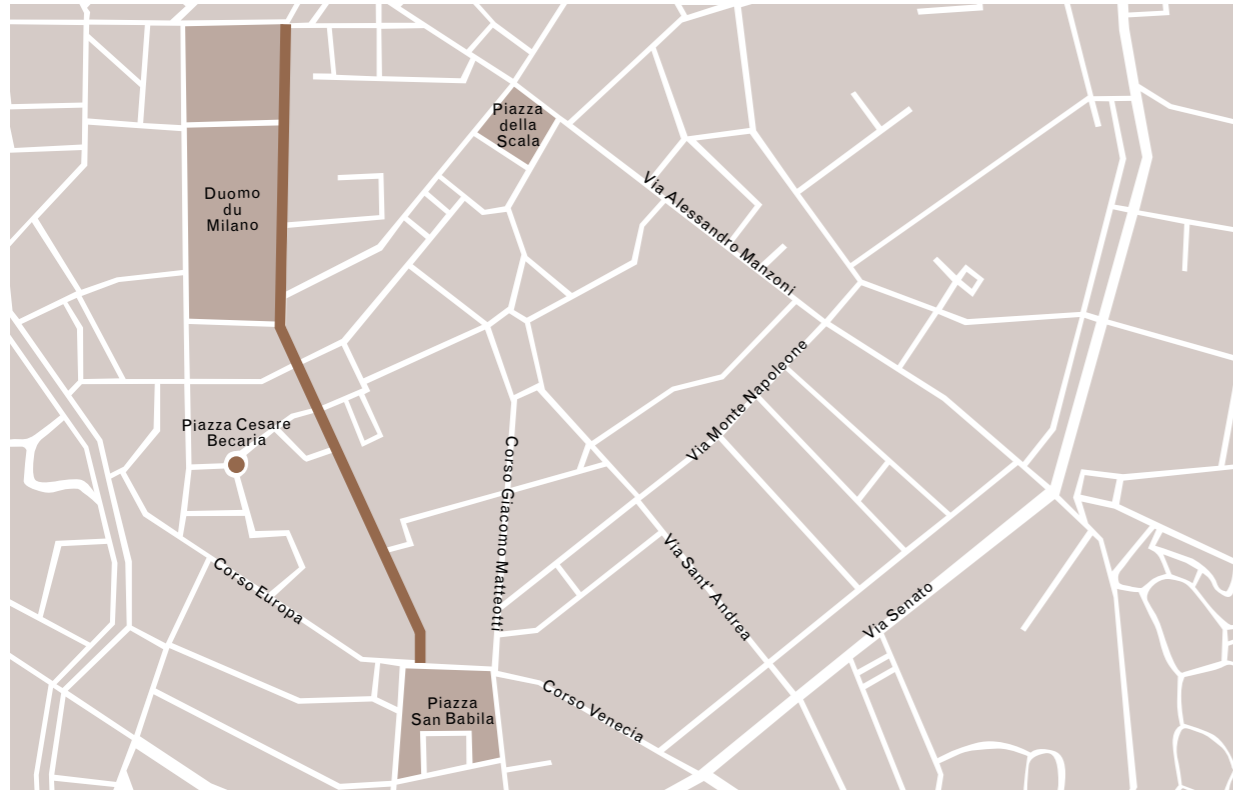 Piazza
della
Scala
Duomo
du
Milano
Via Alessandro Manzoni
Via Monte Napoleone
Piazza Cesare
Becaria
Corso Giacomo Matteotti
Corso Europa
Via Sant' Andrea
Via Senato
Piazza
San Babila
Corso Venecia